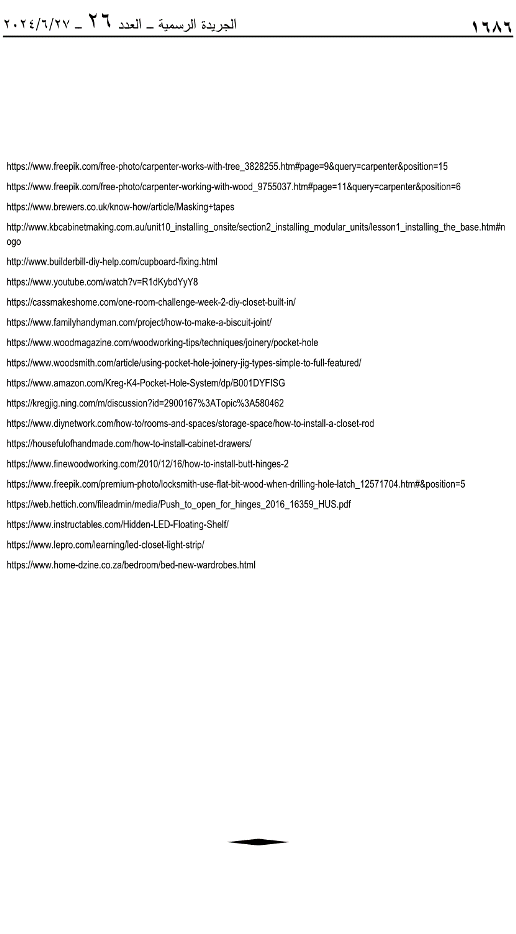 ١٦٨٦ الجريدة الرسمية ــ العدد ٢٦ ــ ٢٠٢٤/٦/٢٧
https://www.freepik.com/free-photo/carpenter-works-with-tree_3828255.htm#page=9&query=carpenter&position=15
https://www.freepik.com/free-photo/carpenter-working-with-wood_9755037.htm#page=11&query=carpenter&position=6
https://www.brewers.co.uk/know-how/article/Masking+tapes
http://www.kbcabinetmaking.com.au/unit10_installing_onsite/section2_installing_modular_units/lesson1_installing_the_base.htm#n
ogo
http://www.builderbill-diy-help.com/cupboard-fixing.html
https://www.youtube.com/watch?v=R1dKybdYyY8
https://cassmakeshome.com/one-room-challenge-week-2-diy-closet-built-in/
https://www.familyhandyman.com/project/how-to-make-a-biscuit-joint/
https://www.woodmagazine.com/woodworking-tips/techniques/joinery/pocket-hole
https://www.woodsmith.com/article/using-pocket-hole-joinery-jig-types-simple-to-full-featured/
https://www.amazon.com/Kreg-K4-Pocket-Hole-System/dp/B001DYFISG
https://kregjig.ning.com/m/discussion?id=2900167%3ATopic%3A580462
https://www.diynetwork.com/how-to/rooms-and-spaces/storage-space/how-to-install-a-closet-rod
https://housefulofhandmade.com/how-to-install-cabinet-drawers/
https://www.finewoodworking.com/2010/12/16/how-to-install-butt-hinges-2
https://www.freepik.com/premium-photo/locksmith-use-flat-bit-wood-when-drilling-hole-latch_12571704.htm#&position=5
https://web.hettich.com/fileadmin/media/Push_to_open_for_hinges_2016_16359_HUS.pdf
https://www.instructables.com/Hidden-LED-Floating-Shelf/
https://www.lepro.com/learning/led-closet-light-strip/
https://www.home-dzine.co.za/bedroom/bed-new-wardrobes.html